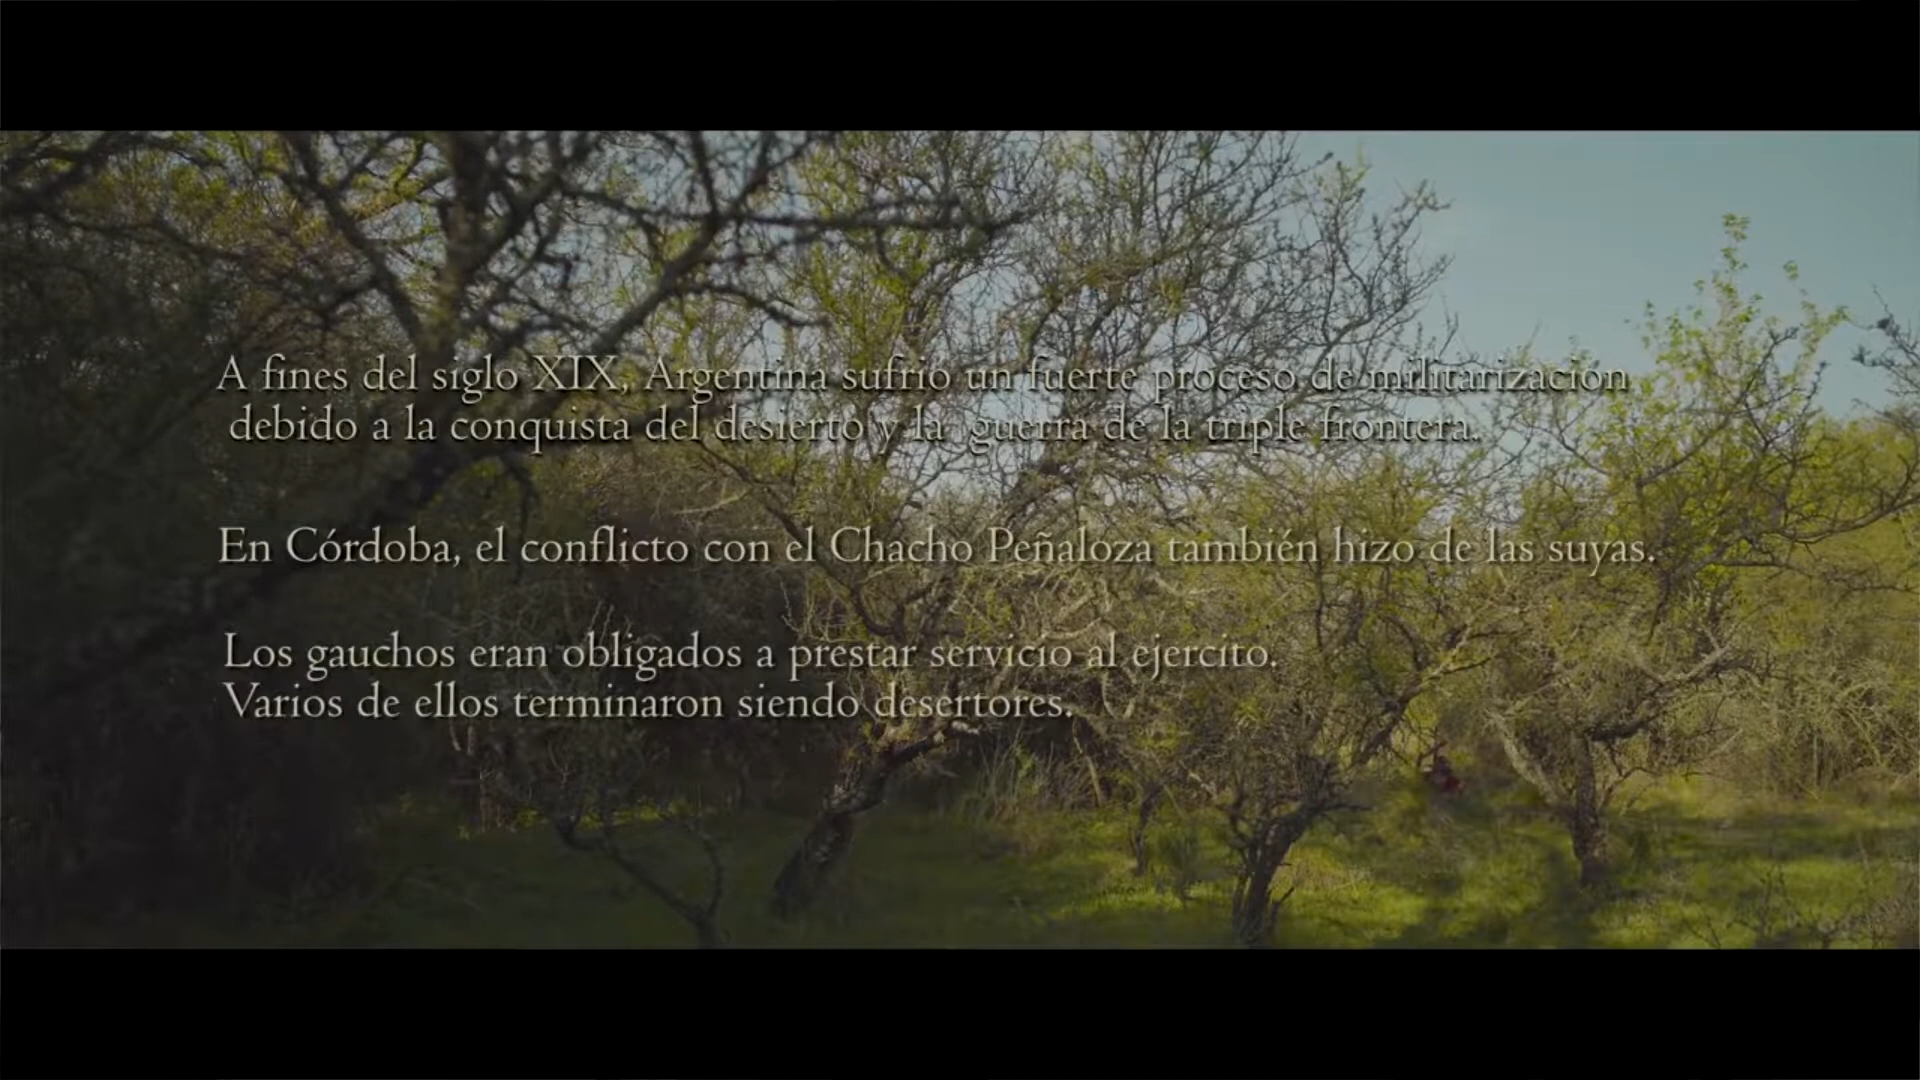 A fines del siglo XIX, Argentina sufrio un fuerte proceso de militarización
debido a la conquista del desierto y la guerra de la triple frontera.
En Córdoba, el conflicto con el Chacho Peñaloza también hizo de las suyas.
Los gauchos eran obligados a prestar servicio al ejercito.
Varios de ellos terminaron siendo desertores.